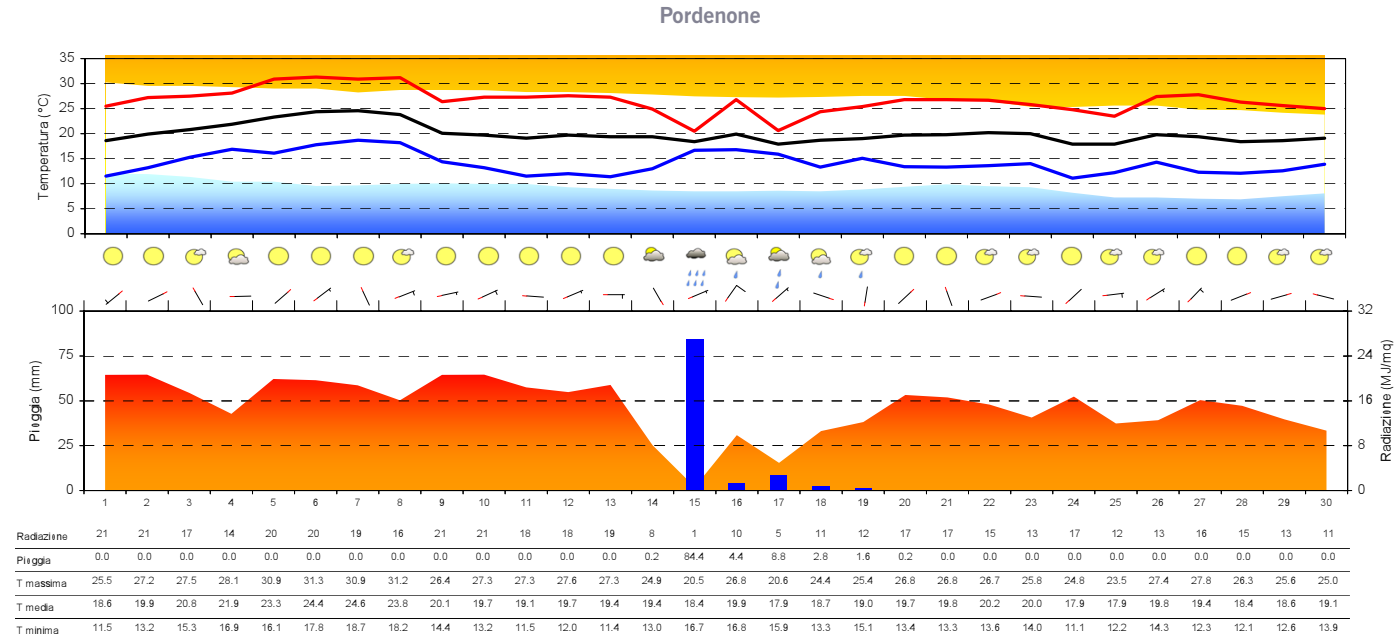 Pordenone
35
30
25
20
15
10
5
0
Temperatura (°C)
100
75
50
25
0
Pioggia (mm)
32
24
16
8
0
Radiazione (MJ/mq)
1 2 3 4 5 6 7 8 9 10 11 12 13 14 15 16 17 18 19 20 21 22 23 24 25 26 27 28 29 30
Radiazione 21 21 17 14 20 20 19 16 21 21 18 18 19 8 1 10 5 11 12 17 17 15 13 17 12 13 16 15 13 11
Pioggia 0.0 0.0 0.0 0.0 0.0 0.0 0.0 0.0 0.0 0.0 0.0 0.0 0.0 0.2 84.4 4.4 8.8 2.8 1.6 0.2 0.0 0.0 0.0 0.0 0.0 0.0 0.0 0.0 0.0 0.0
T massima 25.5 27.2 27.5 28.1 30.9 31.3 30.9 31.2 26.4 27.3 27.3 27.6 27.3 24.9 20.5 26.8 20.6 24.4 25.4 26.8 26.8 26.7 25.8 24.8 23.5 27.4 27.8 26.3 25.6 25.0
T media 18.6 19.9 20.8 21.9 23.3 24.4 24.6 23.8 20.1 19.7 19.1 19.7 19.4 19.4 18.4 19.9 17.9 18.7 19.0 19.7 19.8 20.2 20.0 17.9 17.9 19.8 19.4 18.4 18.6 19.1
T minima 11.5 13.2 15.3 16.9 16.1 17.8 18.7 18.2 14.4 13.2 11.5 12.0 11.4 13.0 16.7 16.8 15.9 13.3 15.1 13.4 13.3 13.6 14.0 11.1 12.2 14.3 12.3 12.1 12.6 13.9